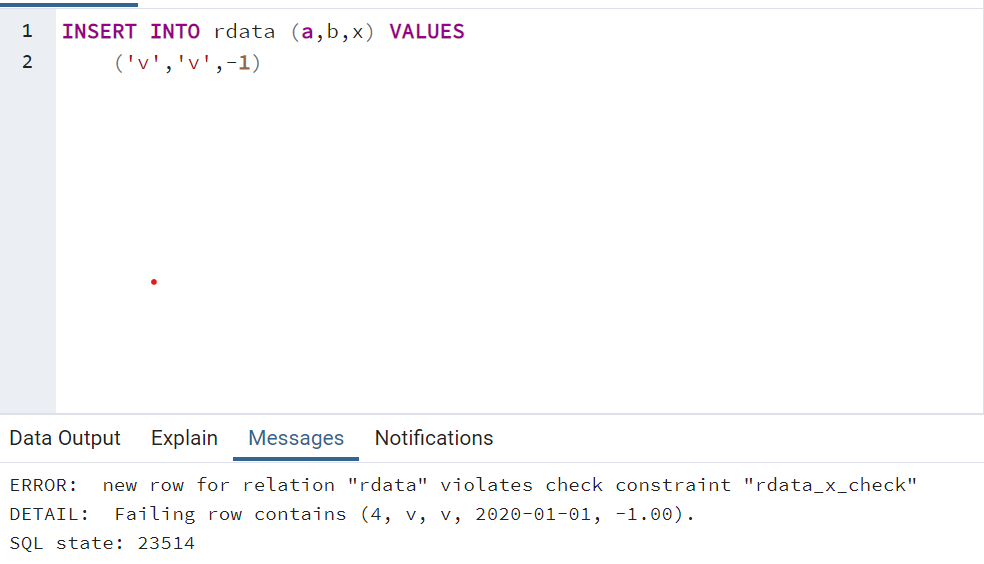 1 INSERT INTO rdata (a,b,x) VALUES
2 ('v','v',-1)
Data Output Explain Messages Notifications
ERROR:  new row for relation "rdata" violates check constraint "rdata_x_check"
DETAIL:  Failing row contains (4, v, v, 2020-01-01, -1.00).
SQL state: 23514